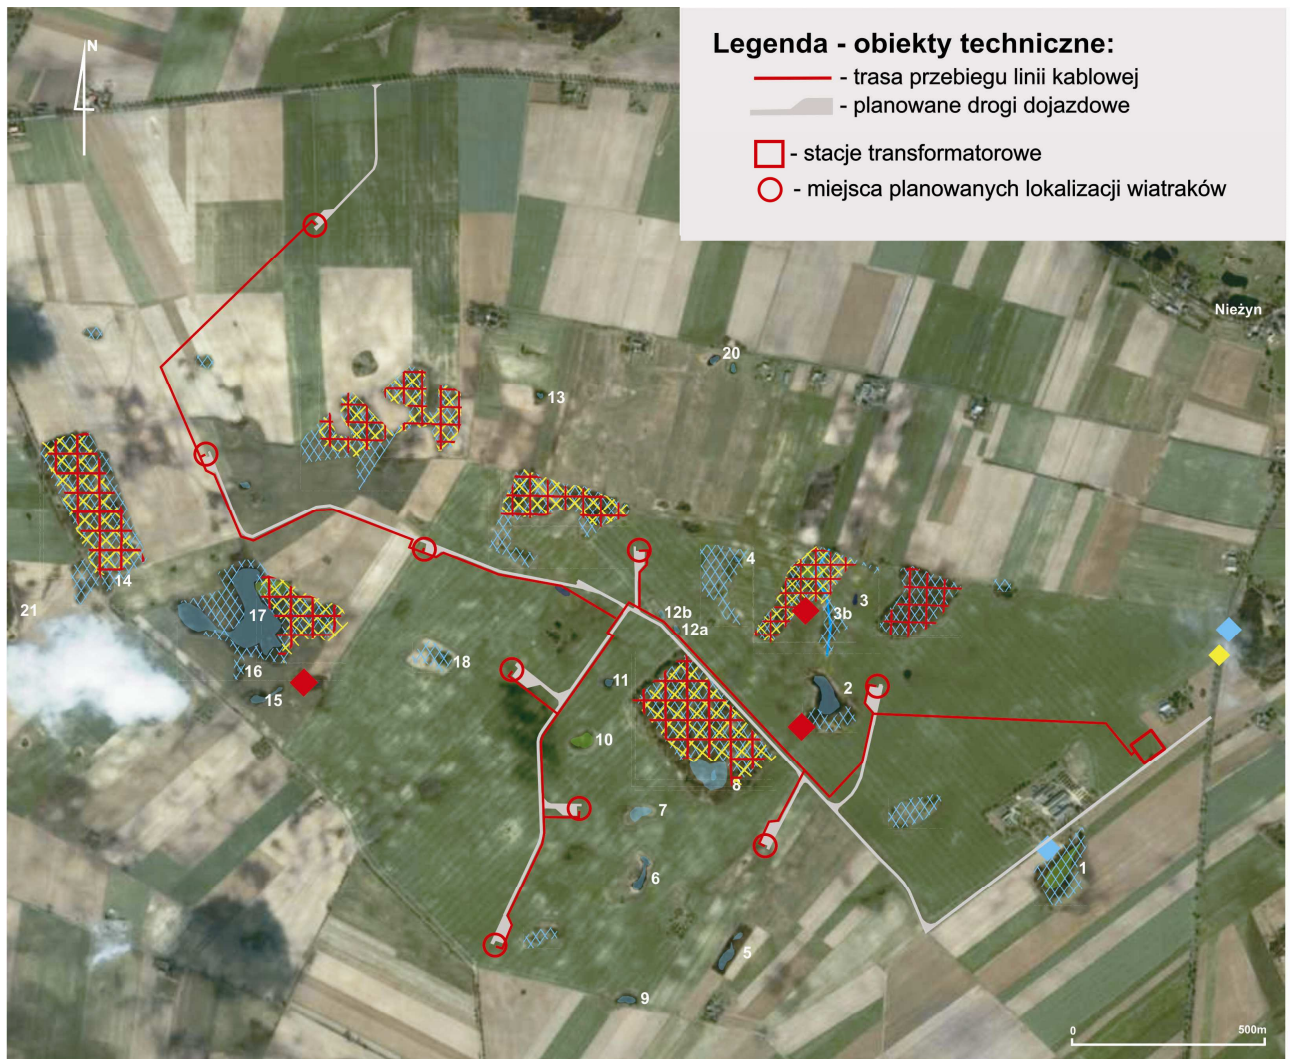 N
Legenda - obiekty techniczne:
- trasa przebiegu linii kablowej
- planowane drogi dojazdowe
- stacje transformatorowe
- miejsca planowanych lokalizacji wiatraków
Nieżyn
20
13
4
14
3
21
17
12b
3b
12a
18
16
15
11
2
10
8
7
1
6
5
9
0
500m